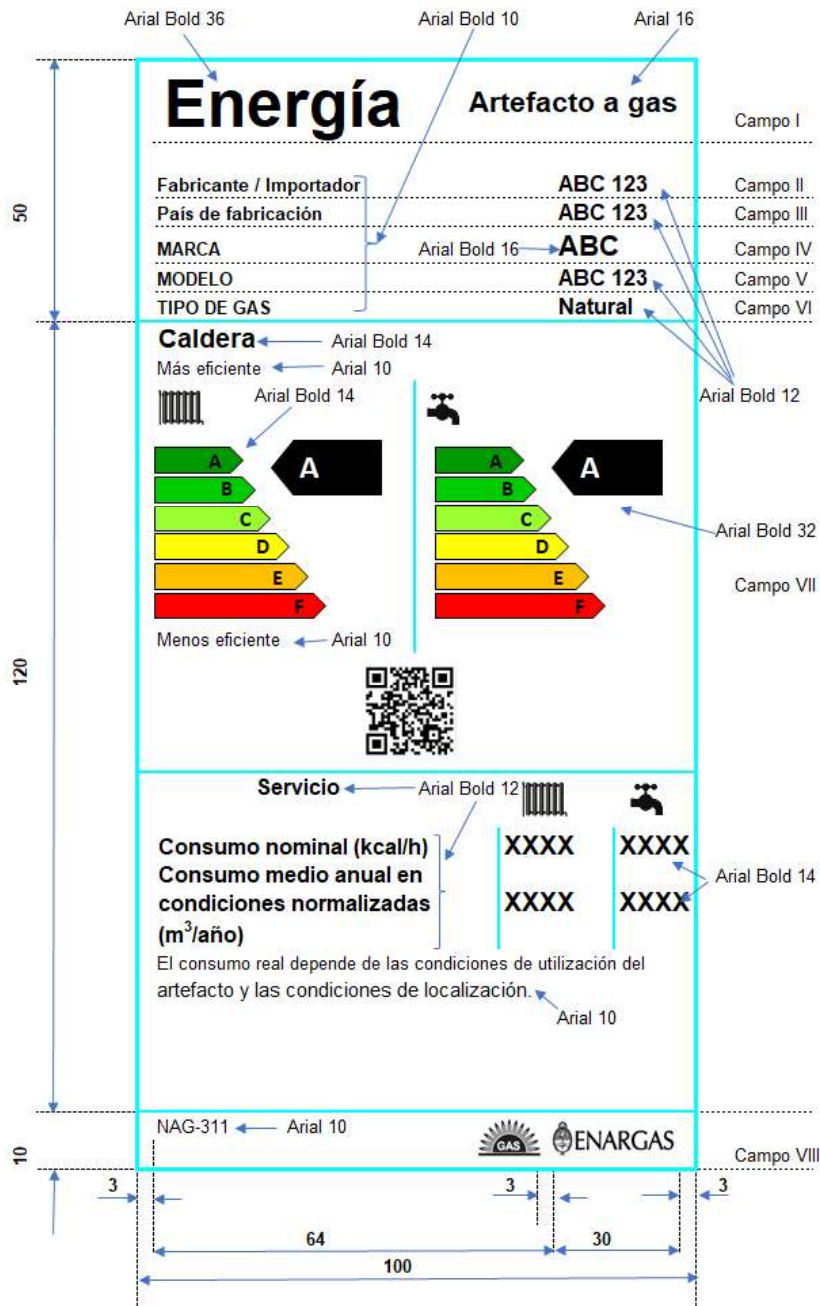 Arial Bold 36 Arial Bold 10 Arial 16
Energía Artefacto a gas
Campo I
Fabricante / Importador ABC 123 Campo II
País de fabricación ABC 123 Campo III
MARCA Arial Bold 16 ABC Campo IV
MODELO ABC 123 Campo V
TIPO DE GAS Natural Campo VI
50
Caldera Arial Bold 14
Más eficiente Arial 10
Arial Bold 14 Arial Bold 12
A A A A
B B
C C
Arial Bold 32
D D
E E
Campo VII
F F
Menos eficiente Arial 10
120
Servicio Arial Bold 12
Consumo nominal (kcal/h) XXXX XXXX
Consumo medio anual en
Arial Bold 14
condiciones normalizadas XXXX XXXX
(m³/año)
El consumo real depende de las condiciones de utilización del
artefacto y las condiciones de localización.
Arial 10
NAG-311 Arial 10 GAS ENARGAS
Campo VIII
10
3 3 3
64 30
100